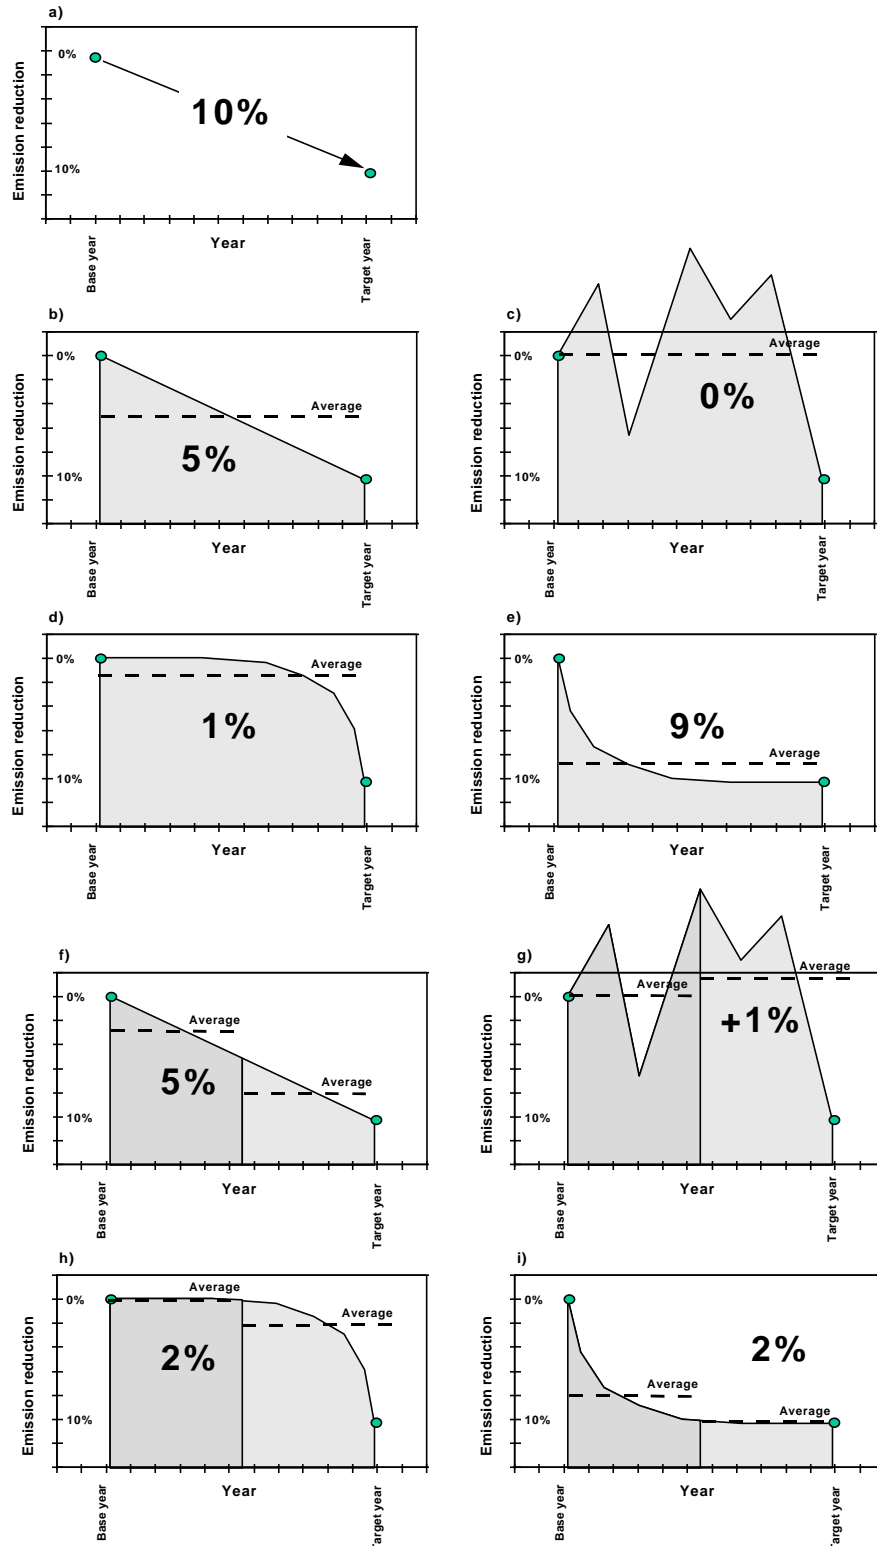 a)
Emission reduction
0%
10%
10%
Base year
Year
Target year
b)
Emission reduction
0%
Average
5%
10%
Base year
Year
Target year
c)
Emission reduction
0%
Average
0%
10%
Base year
Year
Target year
d)
Emission reduction
0%
Average
1%
10%
Base year
Year
Target year
e)
Emission reduction
0%
9%
Average
10%
Base year
Year
Target year
f)
Emission reduction
0%
Average
5%
Average
10%
Base year
Year
Target year
g)
Emission reduction
0%
Average
Average
+1%
10%
Base year
Year
Target year
h)
Emission reduction
0%
Average
Average
2%
10%
Base year
Year
arget year
i)
Emission reduction
0%
2%
Average
Average
10%
Base year
Year
arget year